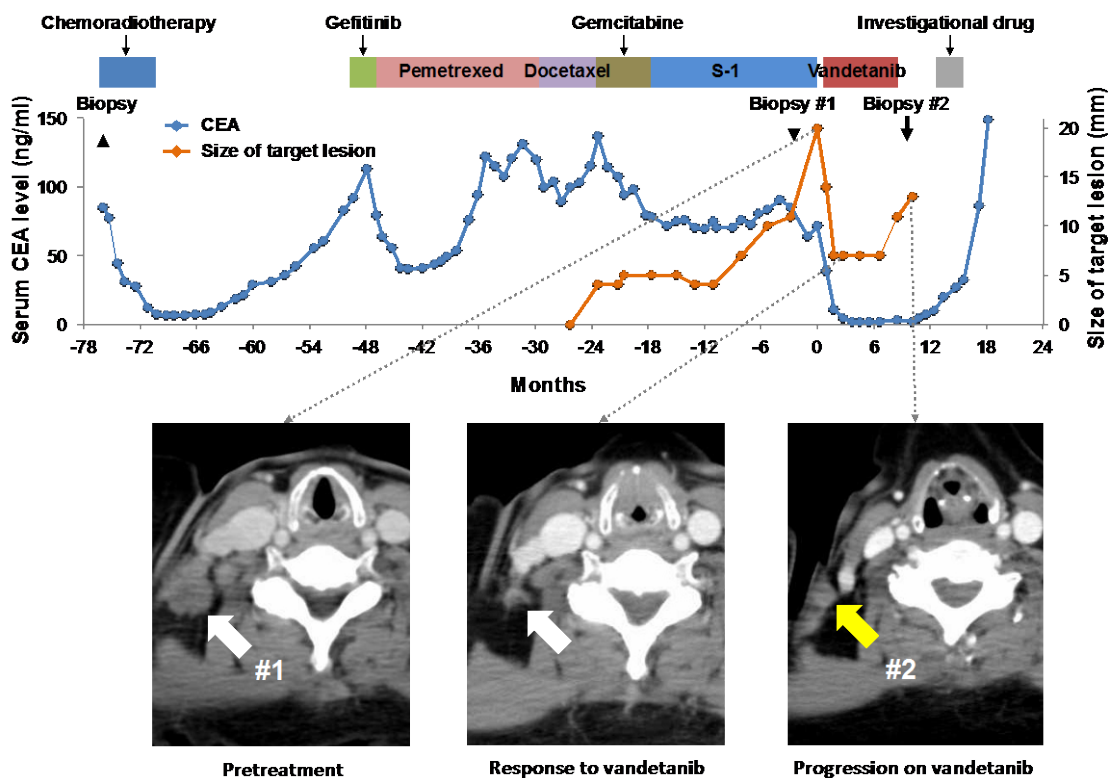 Chemoradiotherapy Gefitinib Gemcitabine Investigational drug
Pemetrexed Docetaxel S-1 Vandetanib
Biopsy Biopsy #1 Biopsy #2
CEA
Size of target lesion
Serum CEA level (ng/ml)
150
100
50
0
Size of target lesion (mm)
20
15
10
5
0
-78 -72 -66 -60 -54 -48 -42 -36 -30 -24 -18 -12 -6 0 6 12 18 24
Months
#1 #2
Pretreatment Response to vandetanib Progression on vandetanib